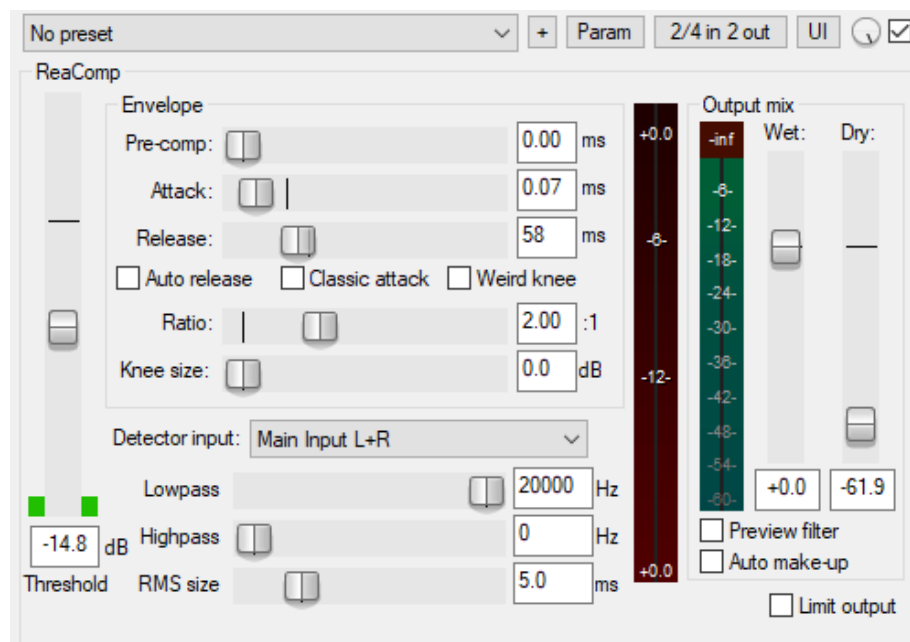 No preset
+
Param
2/4 in 2 out
UI
ReaComp
Envelope
Pre-comp: 0.00 ms
Attack: 0.07 ms
Release: 58 ms
Auto release Classic attack Weird knee
Ratio: 2.00 :1
Knee size: 0.0 dB
Detector input: Main Input L+R
Lowpass 20000 Hz
Highpass 0 Hz
RMS size 5.0 ms
-14.8 dB
Threshold
+0.0
-6-
-12-
+0.0
Output mix
Wet: Dry:
-inf
-6-
-12-
-18-
-24-
-30-
-36-
-42-
-48-
-54-
-60-
+0.0 -61.9
Preview filter
Auto make-up
Limit output